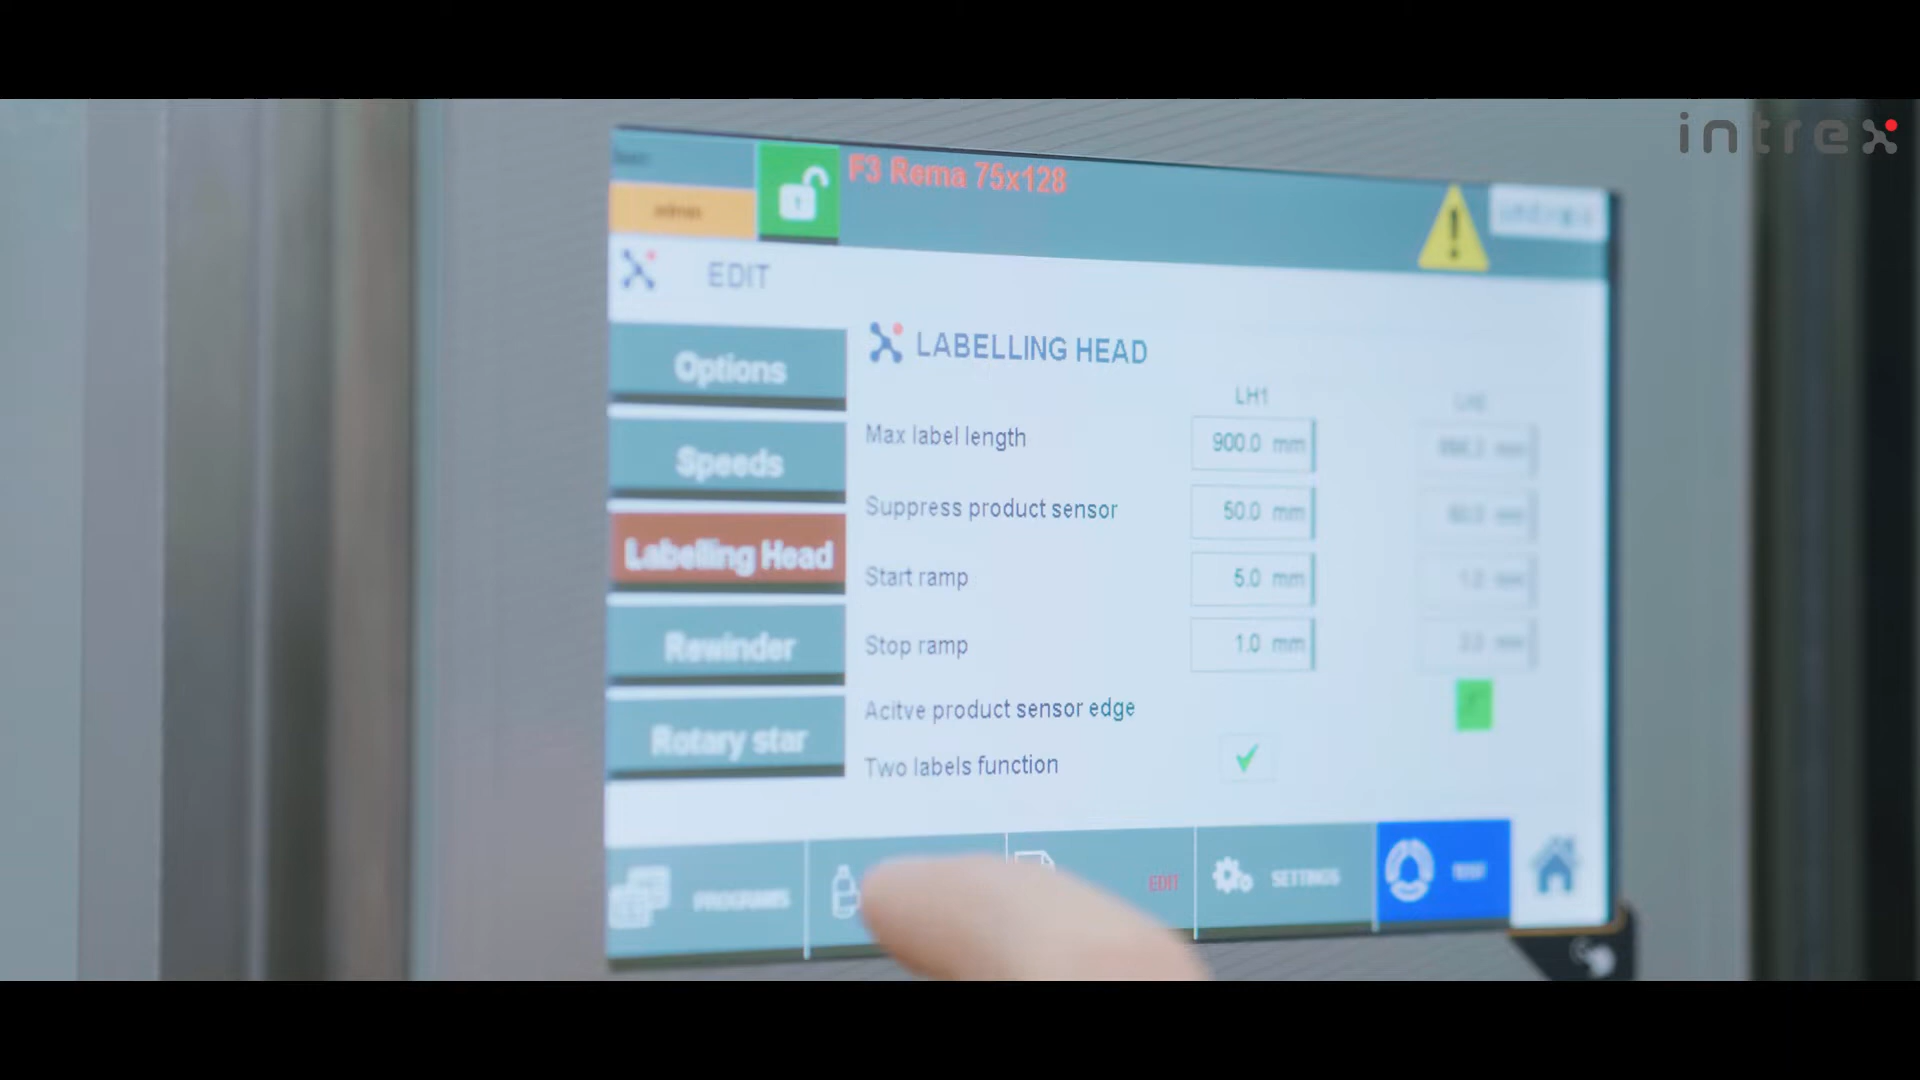 intrex
F3 Rema 75x128
admin
EDIT
Options
Speeds
Labelling Head
Rewinder
Rotary star
LABELLING HEAD
LH1
Max label length 900.0 mm
Suppress product sensor 50.0 mm
Start ramp 5.0 mm
Stop ramp 1.0 mm
Acitve product sensor edge
Two labels function
PROGRAMS
EDIT
SETTINGS